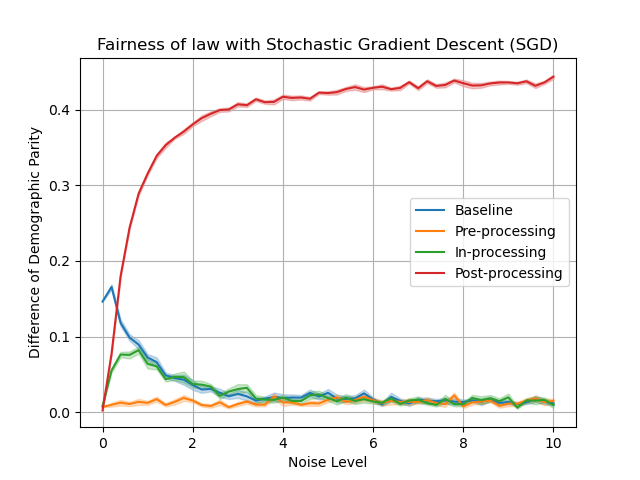 Fairness of law with Stochastic Gradient Descent (SGD)
Difference of Demographic Parity
0.4
0.3
0.2
0.1
0.0
Baseline
Pre-processing
In-processing
Post-processing
0 2 4 6 8 10
Noise Level